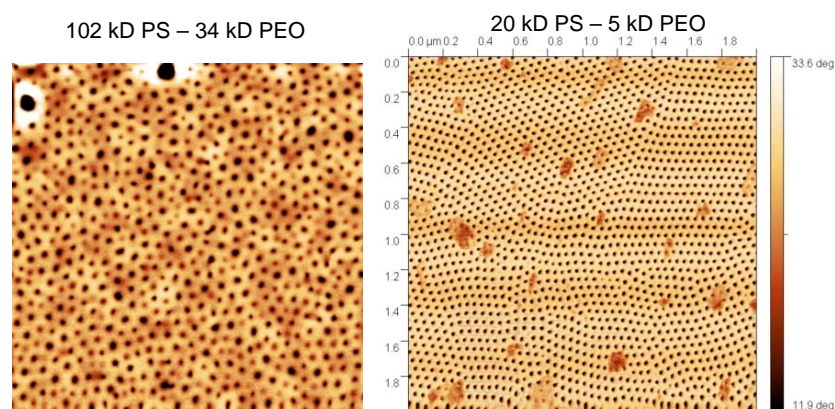 102 kD PS – 34 kD PEO
20 kD PS – 5 kD PEO
0.0 µm 0.2 0.4 0.6 0.8 1.0 1.2 1.4 1.6 1.8
0.0
0.2
0.4
0.6
0.8
1.0
1.2
1.4
1.6
1.8
33.6 deg
11.9 deg